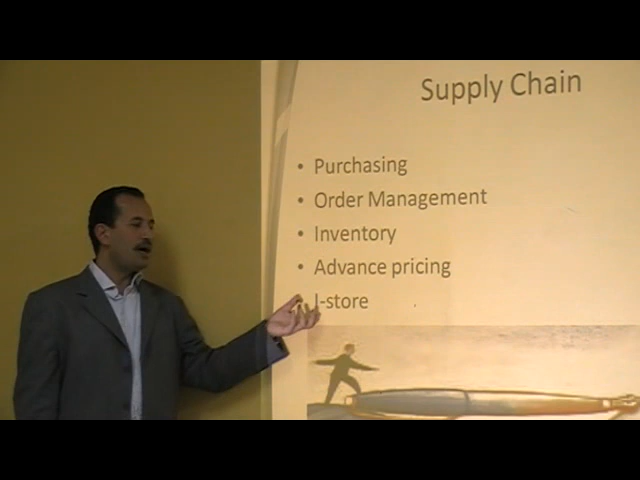 Supply Chain
• Purchasing
• Order Management
• Inventory
• Advance pricing
• I-store